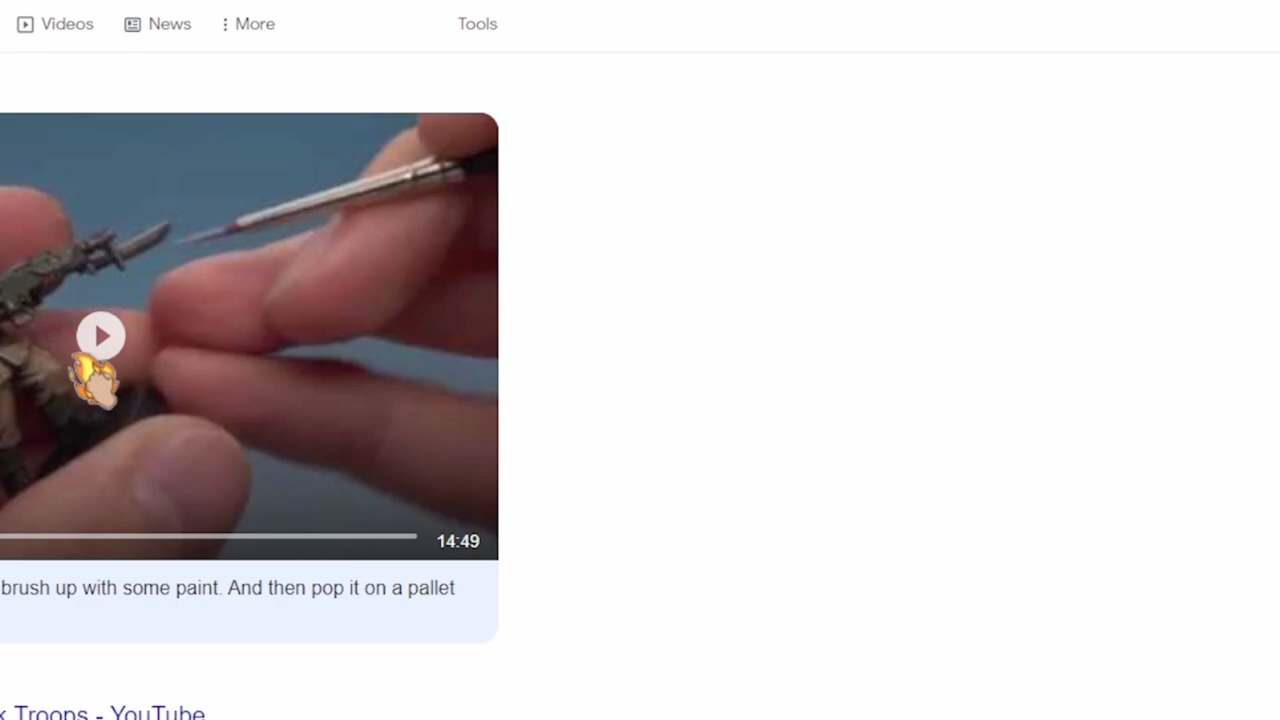 Videos News More Tools
14:49
brush up with some paint. And then pop it on a pallet
Troops - YouTube